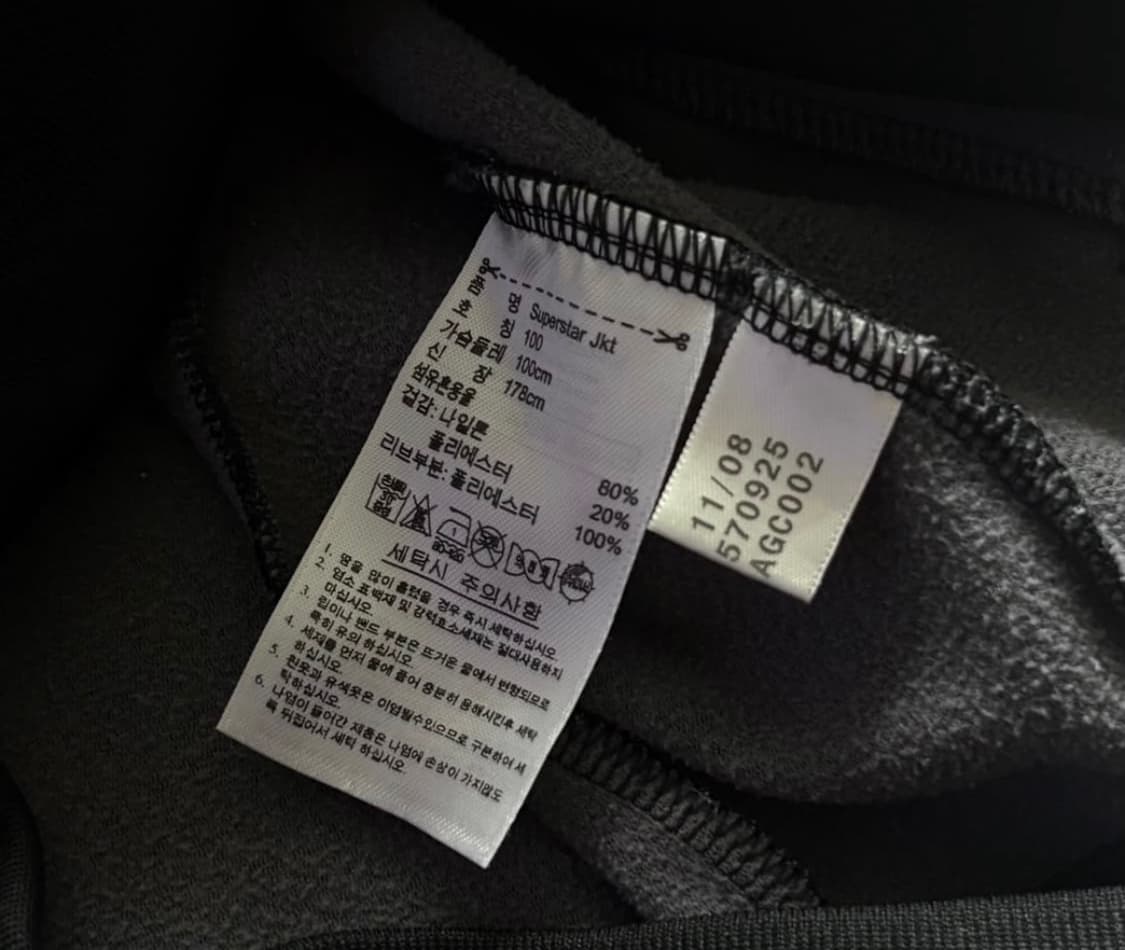 품 명 Superstar Jkt
호 칭 100
가슴둘레 100cm
신 장 178cm
섬유혼용율
겉감: 나일론 80%
폴리에스터 20%
리브부분: 폴리에스터 100%
세탁시 주의사항
1. 땀을 많이 흘렸을 경우 즉시 세탁하십시오.
2. 염소 표백제 및 강력효소세제는 절대사용하지
마십시오.
3. 립이나 밴드 부분은 뜨거운 물에서 변형되므로
특히 유의 하십시오.
4. 세제를 먼저 물에 풀어 충분히 용해시킨후 세탁
하십시오.
5. 흰옷과 유색옷은 이염될수있으므로 구분하여 세
탁하십시오.
6. 나염이 들어간 제품은 나염에 손상이 가지않도
록 뒤집어서 세탁 하십시오.
11/08
570925
AGC002